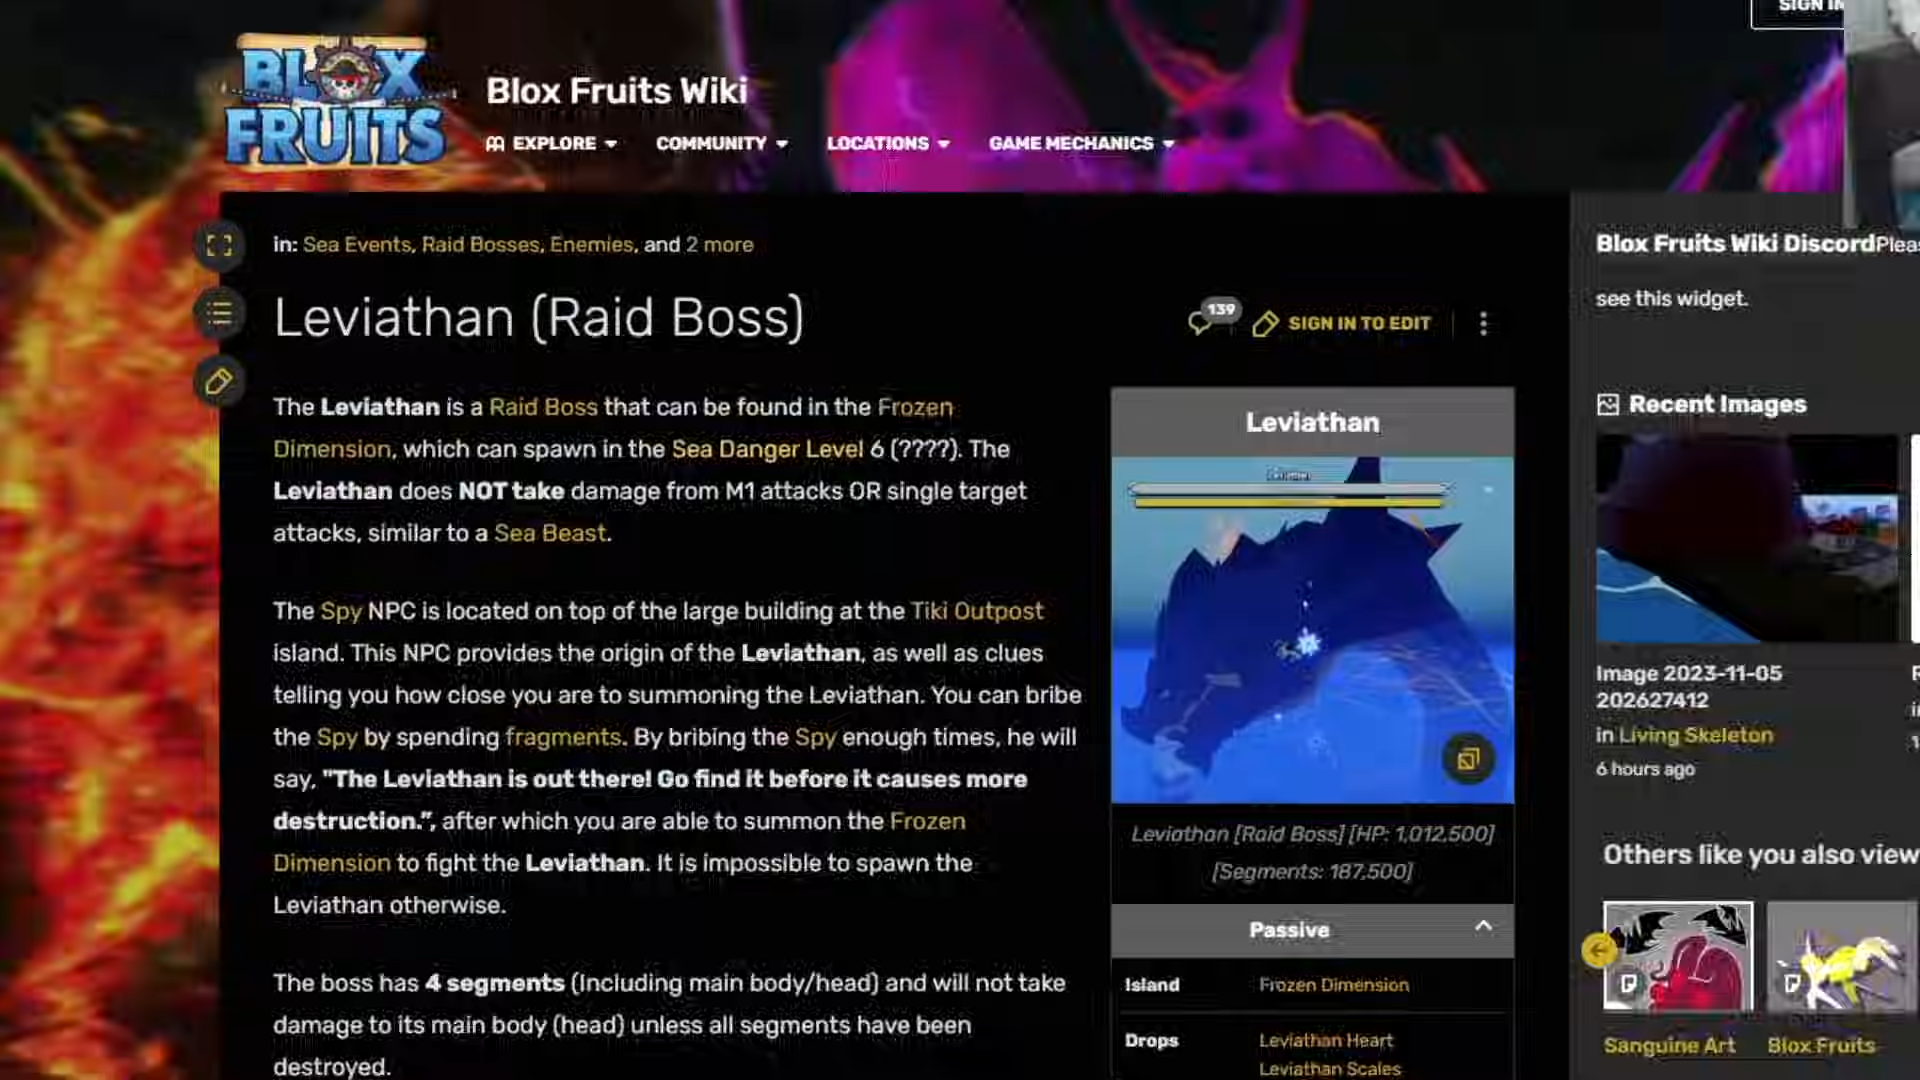 SIGN IN
BLOX
FRUITS
Blox Fruits Wiki
EXPLORE
COMMUNITY
LOCATIONS
GAME MECHANICS
in: Sea Events, Raid Bosses, Enemies, and 2 more
Leviathan (Raid Boss)
139
SIGN IN TO EDIT
The Leviathan is a Raid Boss that can be found in the Frozen
Dimension, which can spawn in the Sea Danger Level 6 (????). The
Leviathan does NOT take damage from M1 attacks OR single target
attacks, similar to a Sea Beast.
The Spy NPC is located on top of the large building at the Tiki Outpost
island. This NPC provides the origin of the Leviathan, as well as clues
telling you how close you are to summoning the Leviathan. You can bribe
the Spy by spending fragments. By bribing the Spy enough times, he will
say, "The Leviathan is out there! Go find it before it causes more
destruction.”, after which you are able to summon the Frozen
Dimension to fight the Leviathan. It is impossible to spawn the
Leviathan otherwise.
The boss has 4 segments (Including main body/head) and will not take
damage to its main body (head) unless all segments have been
destroyed.
Leviathan
Leviathan [Raid Boss] [HP: 1,012,500]
[Segments: 187,500]
Passive
Island
Frozen Dimension
Drops
Leviathan Heart
Leviathan Scales
Blox Fruits Wiki DiscordPleas
see this widget.
Recent Images
Image 2023-11-05
202627412
in Living Skeleton
6 hours ago
Others like you also view
Sanguine Art
Blox Fruits